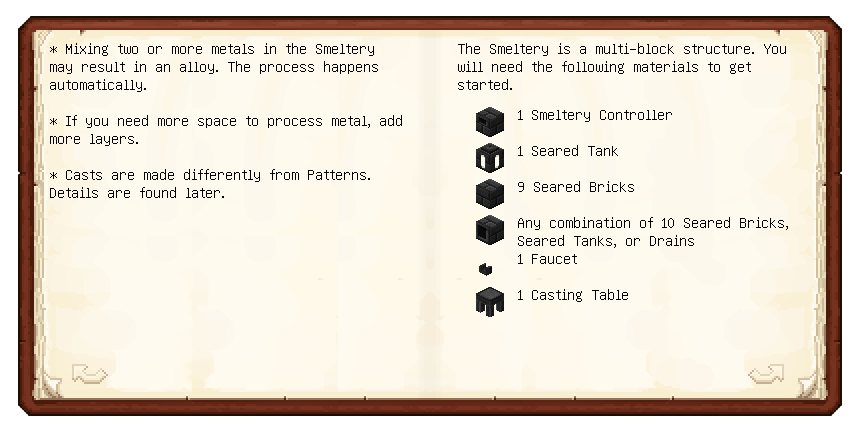 * Mixing two or more metals in the Smeltery
may result in an alloy. The process happens
automatically.
* If you need more space to process metal, add
more layers.
* Casts are made differently from Patterns.
Details are found later.
The Smeltery is a multi-block structure. You
will need the following materials to get
started.
1 Smeltery Controller
1 Seared Tank
9 Seared Bricks
Any combination of 10 Seared Bricks,
Seared Tanks, or Drains
1 Faucet
1 Casting Table